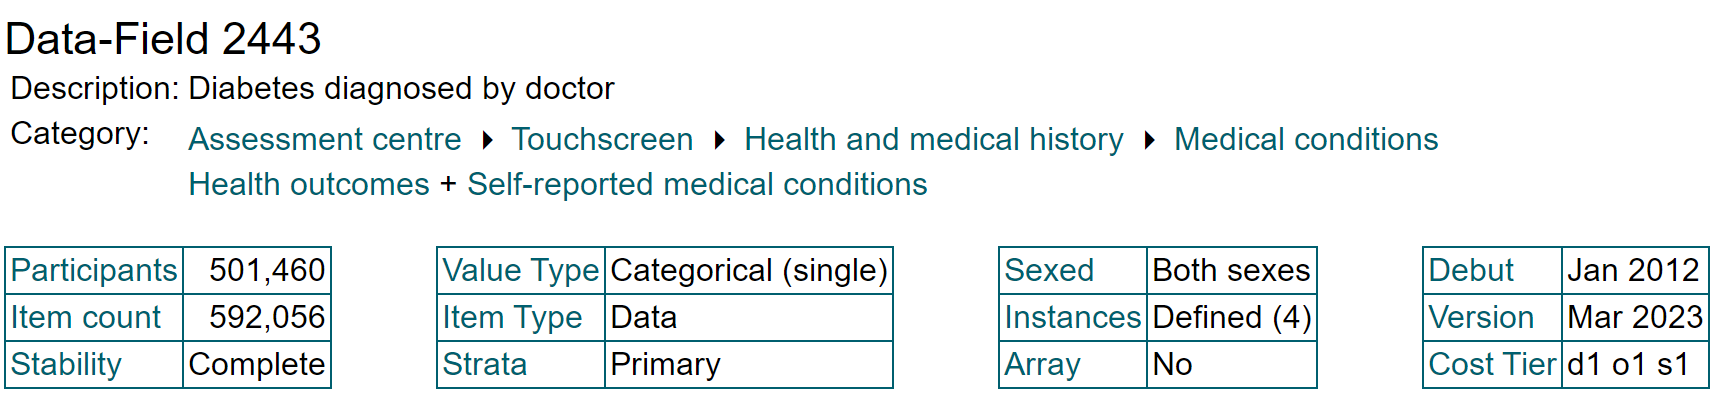 Data-Field 2443
Description: Diabetes diagnosed by doctor
Category: Assessment centre ▸ Touchscreen ▸ Health and medical history ▸ Medical conditions
Health outcomes + Self-reported medical conditions
Participants 501,460 Value Type Categorical (single) Sexed Both sexes Debut Jan 2012
Item count 592,056 Item Type Data Instances Defined (4) Version Mar 2023
Stability Complete Strata Primary Array No Cost Tier d1 o1 s1